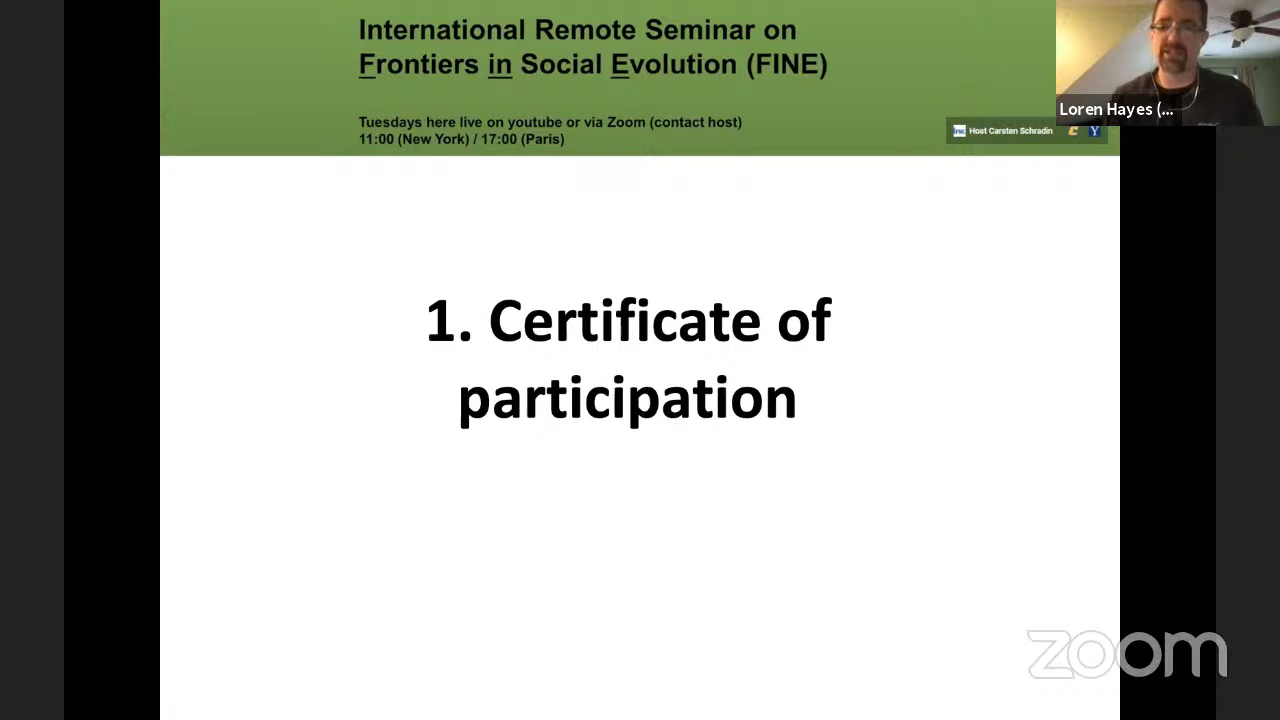 International Remote Seminar on
Frontiers in Social Evolution (FINE)
Tuesdays here live on youtube or via Zoom (contact host)
11:00 (New York) / 17:00 (Paris)
Host Carsten Schradin
Loren Hayes (...
1. Certificate of
participation
zoom